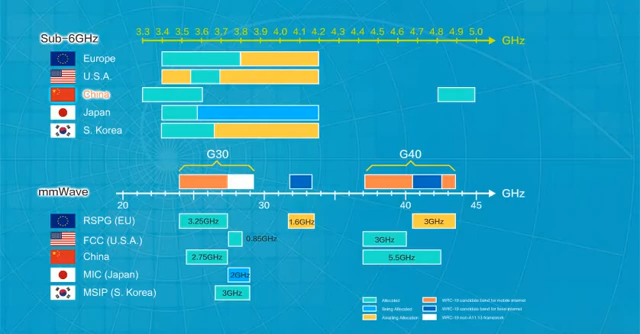 3.3 3.4 3.5 3.6 3.7 3.8 3.9 4.0 4.1 4.2 4.3 4.4 4.5 4.6 4.7 4.8 4.9 5.0
Sub-6GHz
GHz
Europe
U.S.A.
China
Japan
S. Korea
G30 G40
mmWave
GHz
20 30 40 45
RSPG (EU) 3.25GHz 1.6GHz 3GHz
FCC (U.S.A.) 0.85GHz 3GHz
China 2.75GHz 5.5GHz
MIC (Japan) 2GHz
MSIP (S. Korea) 3GHz
Allocation
Awaiting Allocation